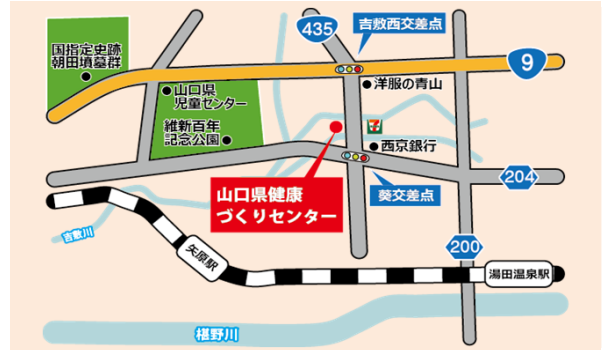 435
吉敷西交差点
国指定史跡
朝田墳墓群
9
山口県
児童センター
洋服の青山
維新百年
記念公園
7
西京銀行
山口県健康
づくりセンター
葵交差点
204
吉敷川
200
矢原駅
湯田温泉駅
椹野川